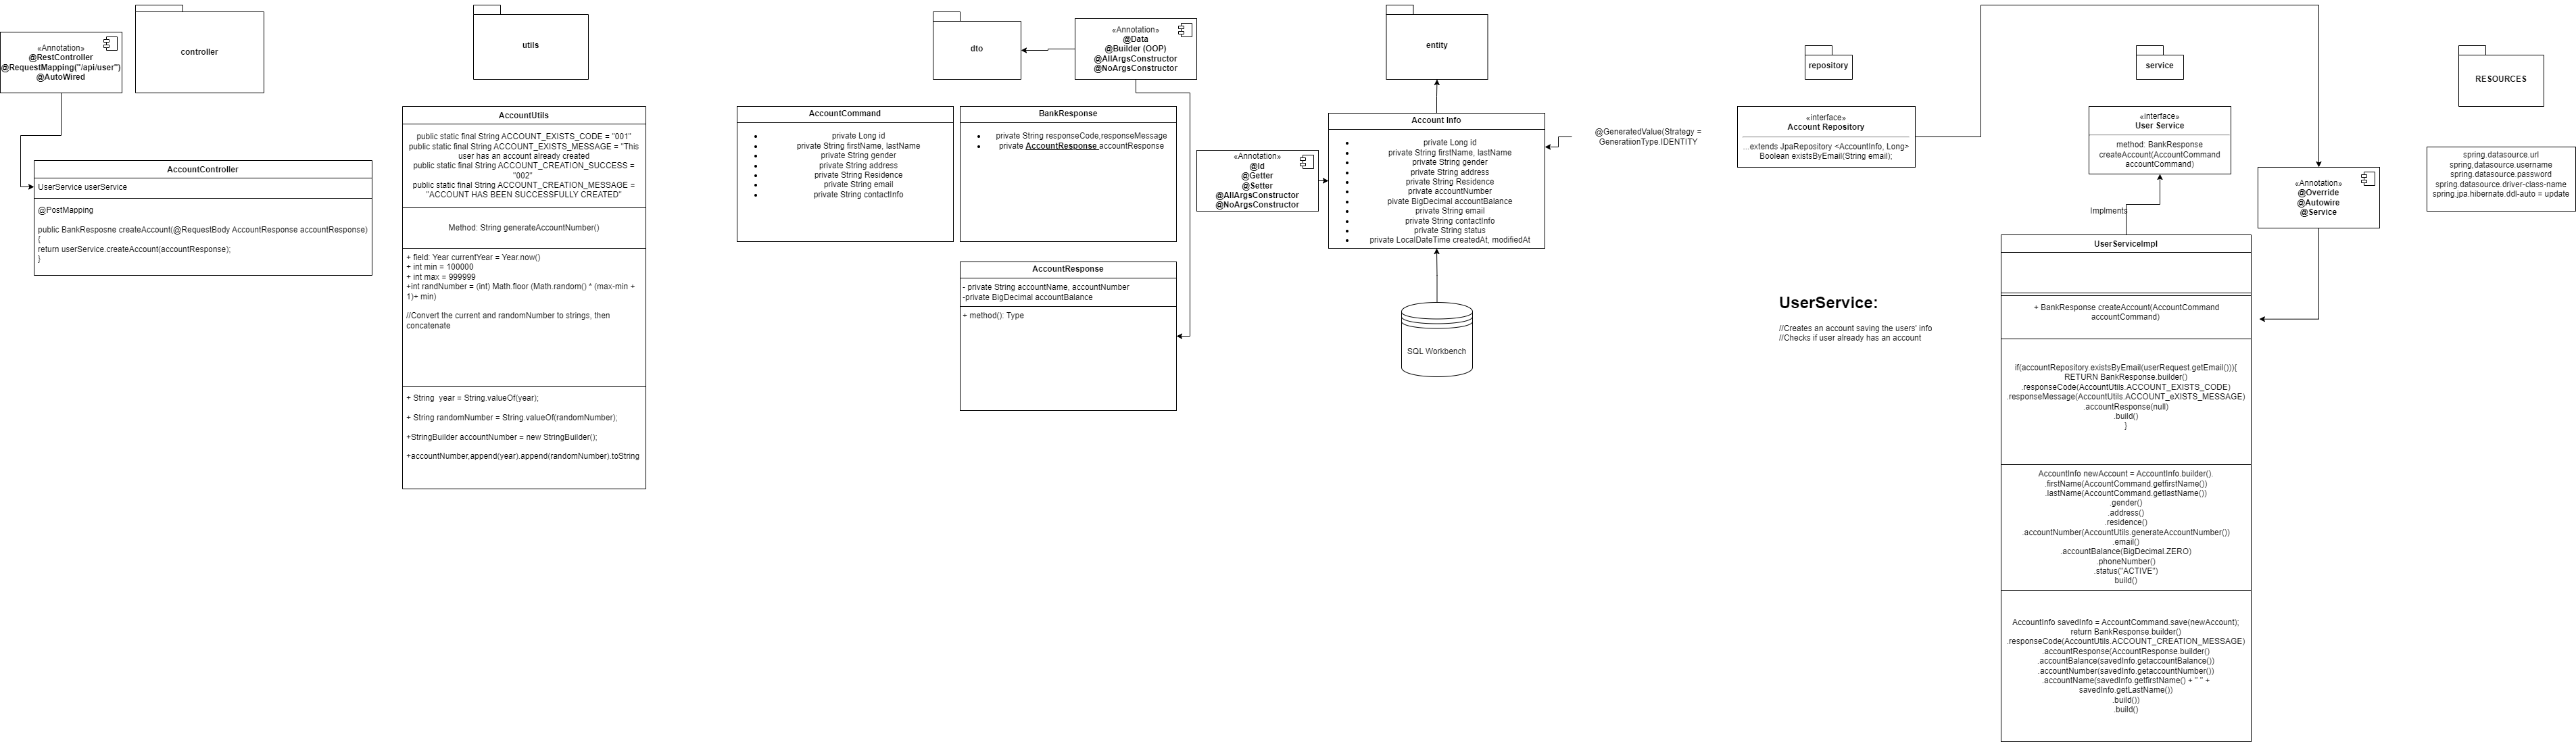 «Annotation»
@RestController
@RequestMapping("/api/user")
@AutoWired
controller
AccountController
UserService userService
@PostMapping
public BankResposne createAccount(@RequestBody AccountResponse accountResponse)
{
return userService.createAccount(accountResponse);
}
utils
AccountUtils
public static final String ACCOUNT_EXISTS_CODE = "001"
public static final String ACCOUNT_EXISTS_MESSAGE = "This
user has an account already created
public static final String ACCOUNT_CREATION_SUCCESS =
"002"
public static final String ACCOUNT_CREATION_MESSAGE =
"ACCOUNT HAS BEEN SUCCESSFULLY CREATED"
Method: String generateAccountNumber()
+ field: Year currentYear = Year.now()
+ int min = 100000
+ int max = 999999
+int randNumber = (int) Math.floor (Math.random() * (max-min +
1)+ min)
//Convert the current and randomNumber to strings, then
concatenate
+ String  year = String.valueOf(year);
+ String randomNumber = String.valueOf(randomNumber);
+StringBuilder accountNumber = new StringBuilder();
+accountNumber,append(year).append(randomNumber).toString
dto
«Annotation»
@Data
@Builder (OOP)
@AllArgsConstructor
@NoArgsConstructor
AccountCommand
private Long id
private String firstName, lastName
private String gender
private String address
private String Residence
private String email
private String contactInfo
BankResponse
private String responseCode,responseMessage
private AccountResponse accountResponse
AccountResponse
- private String accountName, accountNumber
-private BigDecimal accountBalance
+ method(): Type
entity
«Annotation»
@Id
@Getter
@Setter
@AllArgsConstructor
@NoArgsConstructor
Account Info
private Long id
private String firstName, lastName
private String gender
private String address
private String Residence
private accountNumber
pivate BigDecimal accountBalance
private String email
private String contactInfo
private String status
private LocalDateTime createdAt, modifiedAt
SQL Workbench
@GeneratedValue(Strategy =
GeneratiionType.IDENTITY
repository
«interface»
Account Repository
...extends JpaRepository <AccountInfo, Long>
Boolean existsByEmail(String email);
UserService:
//Creates an account saving the users' info
//Checks if user already has an account
service
«interface»
User Service
method: BankResponse
createAccount(AccountCommand
accountCommand)
Implments
UserServiceImpl
+ BankResponse createAccount(AccountCommand
accountCommand)
if(accountRepository.existsByEmail(userRequest.getEmail())){
RETURN BankResponse.builder()
.responseCode(AccountUtils.ACCOUNT_EXISTS_CODE)
.responseMessage(AccountUtils.ACCOUNT_eXISTS_MESSAGE)
.accountResponse(null)
.build()
}
AccountInfo newAccount = AccountInfo.builder().
.firstName(AccountCommand.getfirstName())
.lastName(AccountCommand.getlastName())
.gender()
.address()
.residence()
.accountNumber(AccountUtils.generateAccountNumber())
.email()
.accountBalance(BigDecimal.ZERO)
.phoneNumber()
.status("ACTIVE")
build()
AccountInfo savedInfo = AccountCommand.save(newAccount);
return BankResponse.builder()
.responseCode(AccountUtils.ACCOUNT_CREATION_MESSAGE)
.accountResponse(AccountResponse.builder()
.accountBalance(savedInfo.getaccountBalance())
.accountNumber(savedInfo.getaccountNumber())
.accountName(savedInfo.getfirstName() + " " +
savedInfo.getLastName())
.build())
.build()
«Annotation»
@Override
@Autowire
@Service
RESOURCES
spring.datasource.url
spring,datasource.username
spring.datasource.password
spring.datasource.driver-class-name
spring,jpa.hibernate.ddl-auto = update